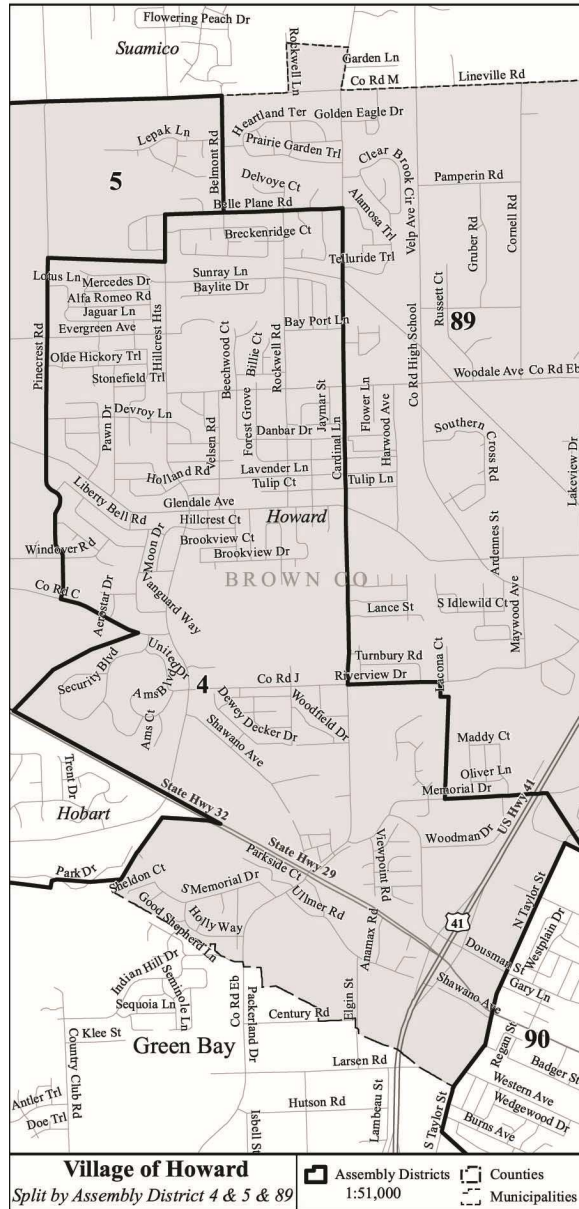 Flowering Peach Dr
Suamico
Rockwell Ln
Garden Ln
Co Rd M
Lineville Rd
Lepak Ln
Heartland Ter
Golden Eagle Dr
Prairie Garden Trl
Belmont Rd
Clear Brook Cir
5
Delvoye Ct
Pamperin Rd
Belle Plane Rd
Alamosa Trl
Velp Ave
Gruber Rd
Cornell Rd
Breckenridge Ct
Telluride Trl
Lotus Ln
Mercedes Dr
Sunray Ln
Baylite Dr
Russett Ct
Alfa Romeo Rd
Jaguar Ln
Hillcrest Hts
Evergreen Ave
Bay Port Ln
89
Pinecrest Rd
Co Rd High School
Olde Hickory Trl
Beechwood Ct
Billie Ct
Rockwell Rd
Stonefield Trl
Woodale Ave
Co Rd Eb
Forest Grove
Jaymar St
Flower Ln
Harwood Ave
Devroy Ln
Pawn Dr
Velsen Rd
Danbar Dr
Cardinal Ln
Southern Cross Rd
Lakeview Dr
Holland Rd
Lavender Ln
Tulip Ct
Tulip Ln
Liberty Bell Rd
Glendale Ave
Hillcrest Ct
Howard
Brookview Ct
Brookview Dr
Ardennes St
Windover Rd
Moon Dr
BROWN CO
Co Rd C
Aerostar Dr
Vanguard Way
Lance St
S Idlewild Ct
Maywood Ave
United Dr
Turnbury Rd
Lacona Ct
Security Blvd
Ams Blvd
4
Co Rd J
Riverview Dr
Ams Ct
Dewey Decker Dr
Woodfield Dr
Shawano Ave
Maddy Ct
Oliver Ln
Trent Dr
State Hwy 32
Memorial Dr
US Hwy 41
Hobart
State Hwy 29
Woodman Dr
Park Dr
Sheldon Ct
Parkside Ct
Viewpoint Rd
S Memorial Dr
Ullmer Rd
N Taylor St
Good Shepherd Ln
Holly Way
Anamax Rd
41
Westplain Dr
Dousman St
Indian Hill Dr
Seminole Ln
Gary Ln
Sequoia Ln
Co Rd Eb
Packerland Dr
Century Rd
Elgin St
Shawano Ave
Klee St
Green Bay
Regan St
90
Country Club Rd
Larsen Rd
Badger St
Western Ave
Antler Trl
Hutson Rd
Wedgewood Dr
Doe Trl
Isbell St
Lambeau St
S Taylor St
Burns Ave
Village of Howard
Split by Assembly District 4 & 5 & 89
Assembly Districts
1:51,000
Counties
Municipalities